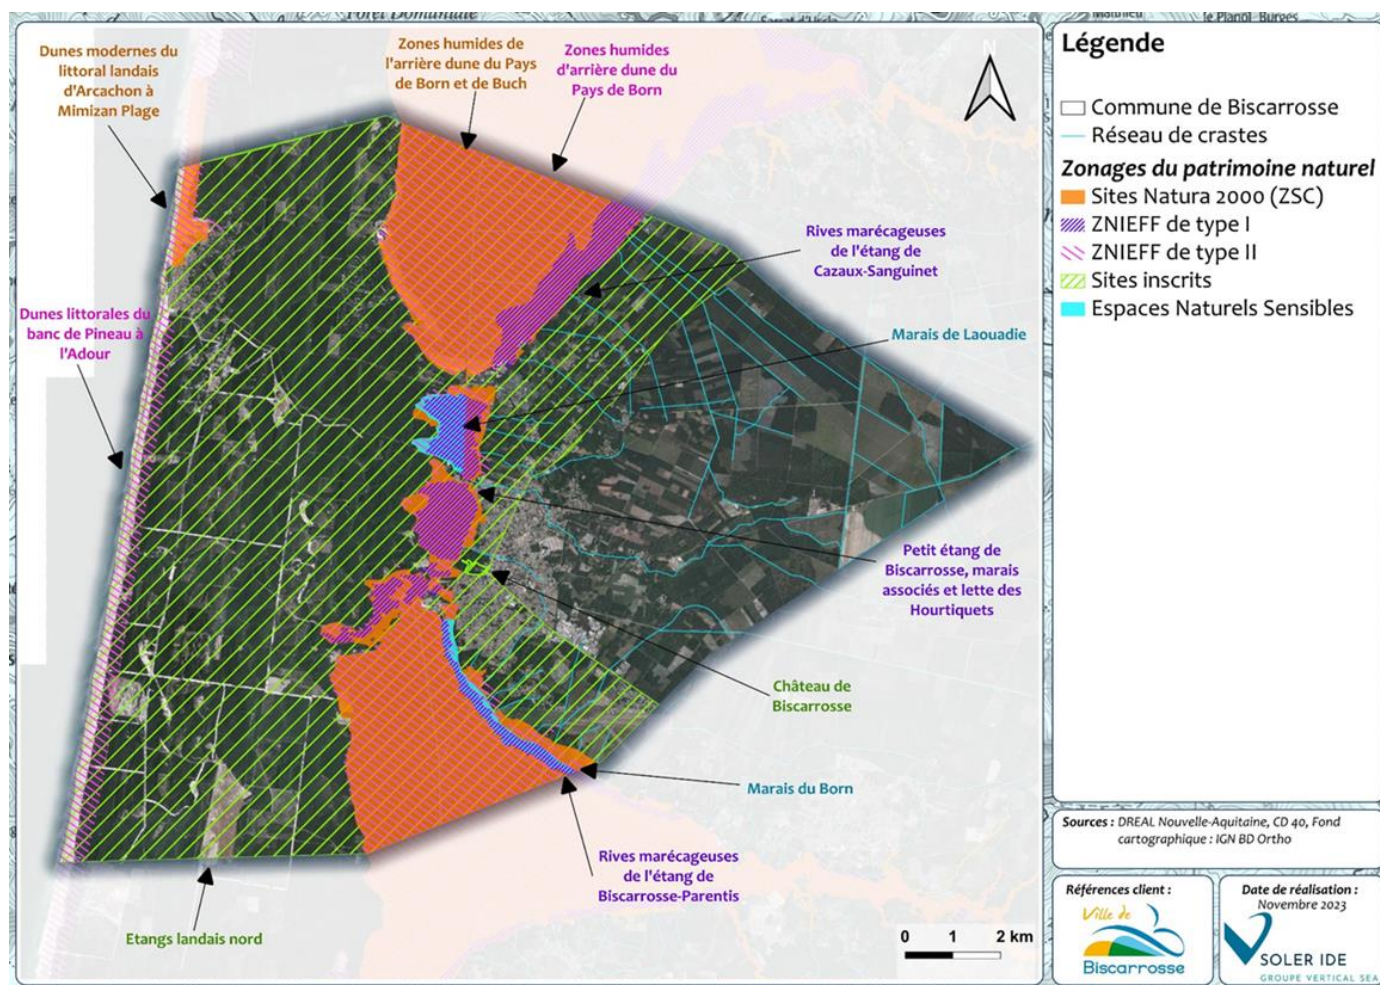 Forêt Domaniale
le Planol Burges
Dunes modernes du
littoral landais
d'Arcachon à
Mimizan Plage
Zones humides de
l'arrière dune du Pays
de Born et de Buch
Zones humides
d'arrière dune du
Pays de Born
N
Rives marécageuses
de l'étang de
Cazaux-Sanguinet
Dunes littorales du
banc de Pineau à
l'Adour
Marais de Laouadie
Petit étang de
Biscarrosse, marais
associés et lette des
Hourtiquets
Château de
Biscarrosse
Marais du Born
Rives marécageuses
de l'étang de
Biscarrosse-Parentis
Etangs landais nord
0 1 2 km
Légende
Commune de Biscarrosse
Réseau de crastes
Zonages du patrimoine naturel
Sites Natura 2000 (ZSC)
ZNIEFF de type I
ZNIEFF de type II
Sites inscrits
Espaces Naturels Sensibles
Sources : DREAL Nouvelle-Aquitaine, CD 40, Fond
cartographique : IGN BD Ortho
Références client :
Ville de
Biscarrosse
Date de réalisation :
Novembre 2023
SOLER IDE
GROUPE VERTICAL SEA